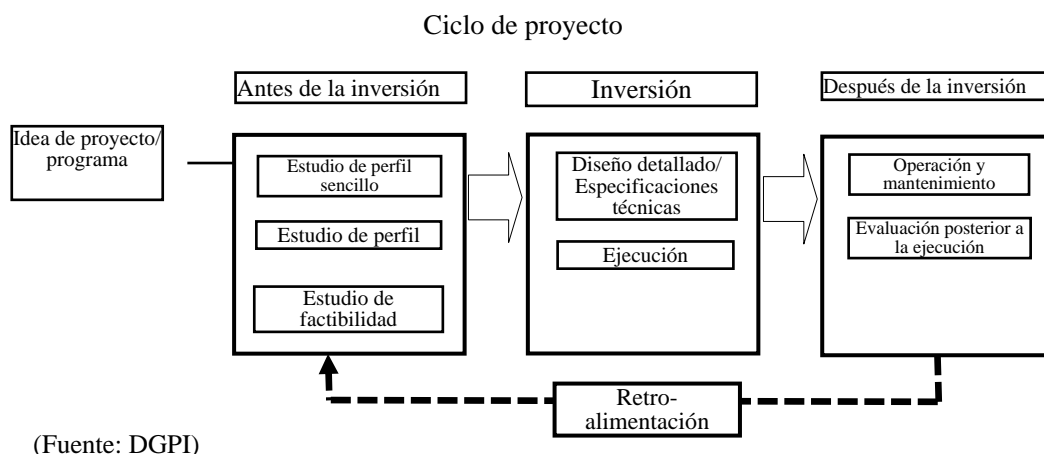 Ciclo de proyecto
Antes de la inversión
Inversión
Después de la inversión
Idea de proyecto/
programa
Estudio de perfil
sencillo
Estudio de perfil
Estudio de
factibilidad
Diseño detallado/
Especificaciones
técnicas
Ejecución
Operación y
mantenimiento
Evaluación posterior a
la ejecución
Retro-
alimentación
(Fuente: DGPI)